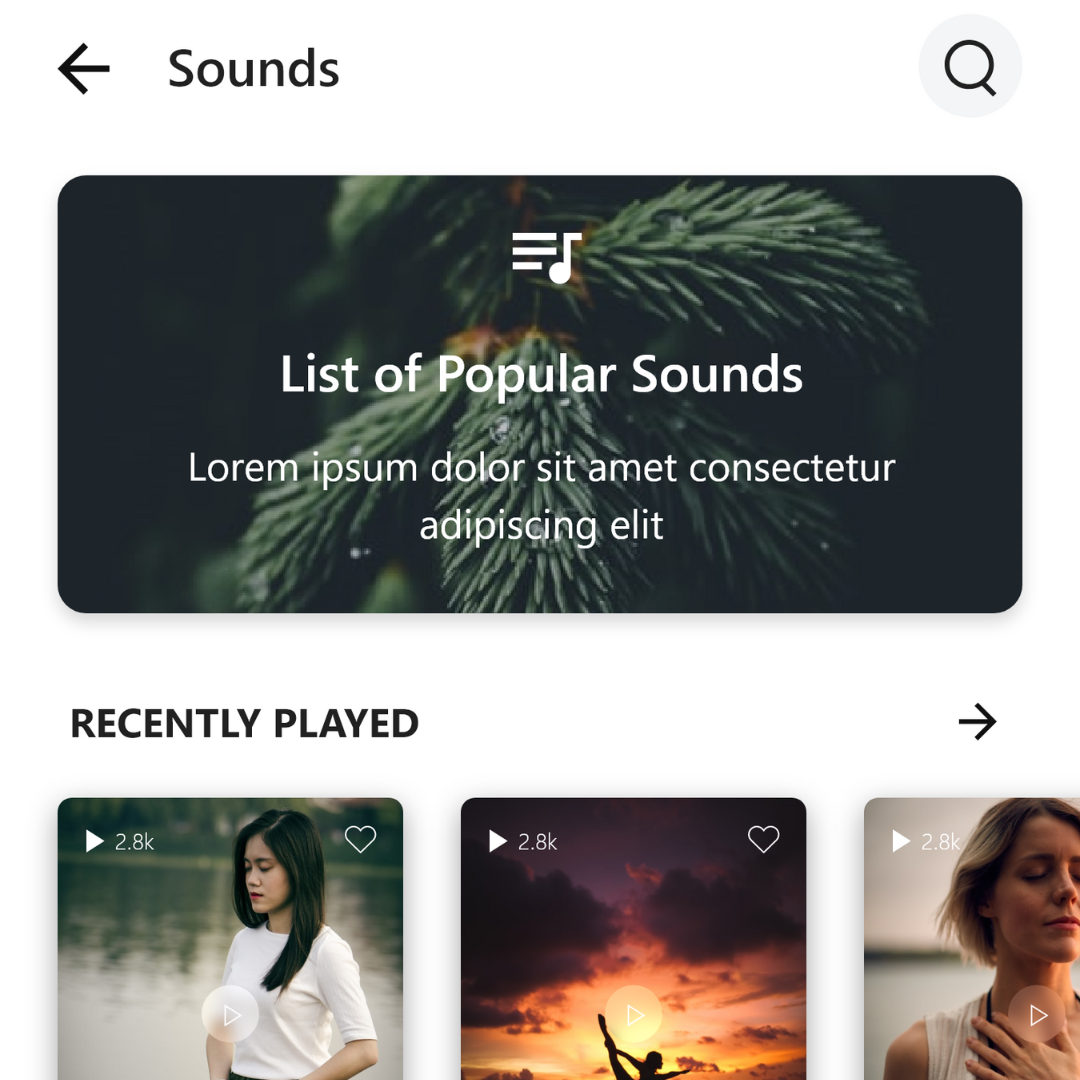 Sounds
List of Popular Sounds
Lorem ipsum dolor sit amet consectetur
adipiscing elit
RECENTLY PLAYED
2.8k
2.8k
2.8k